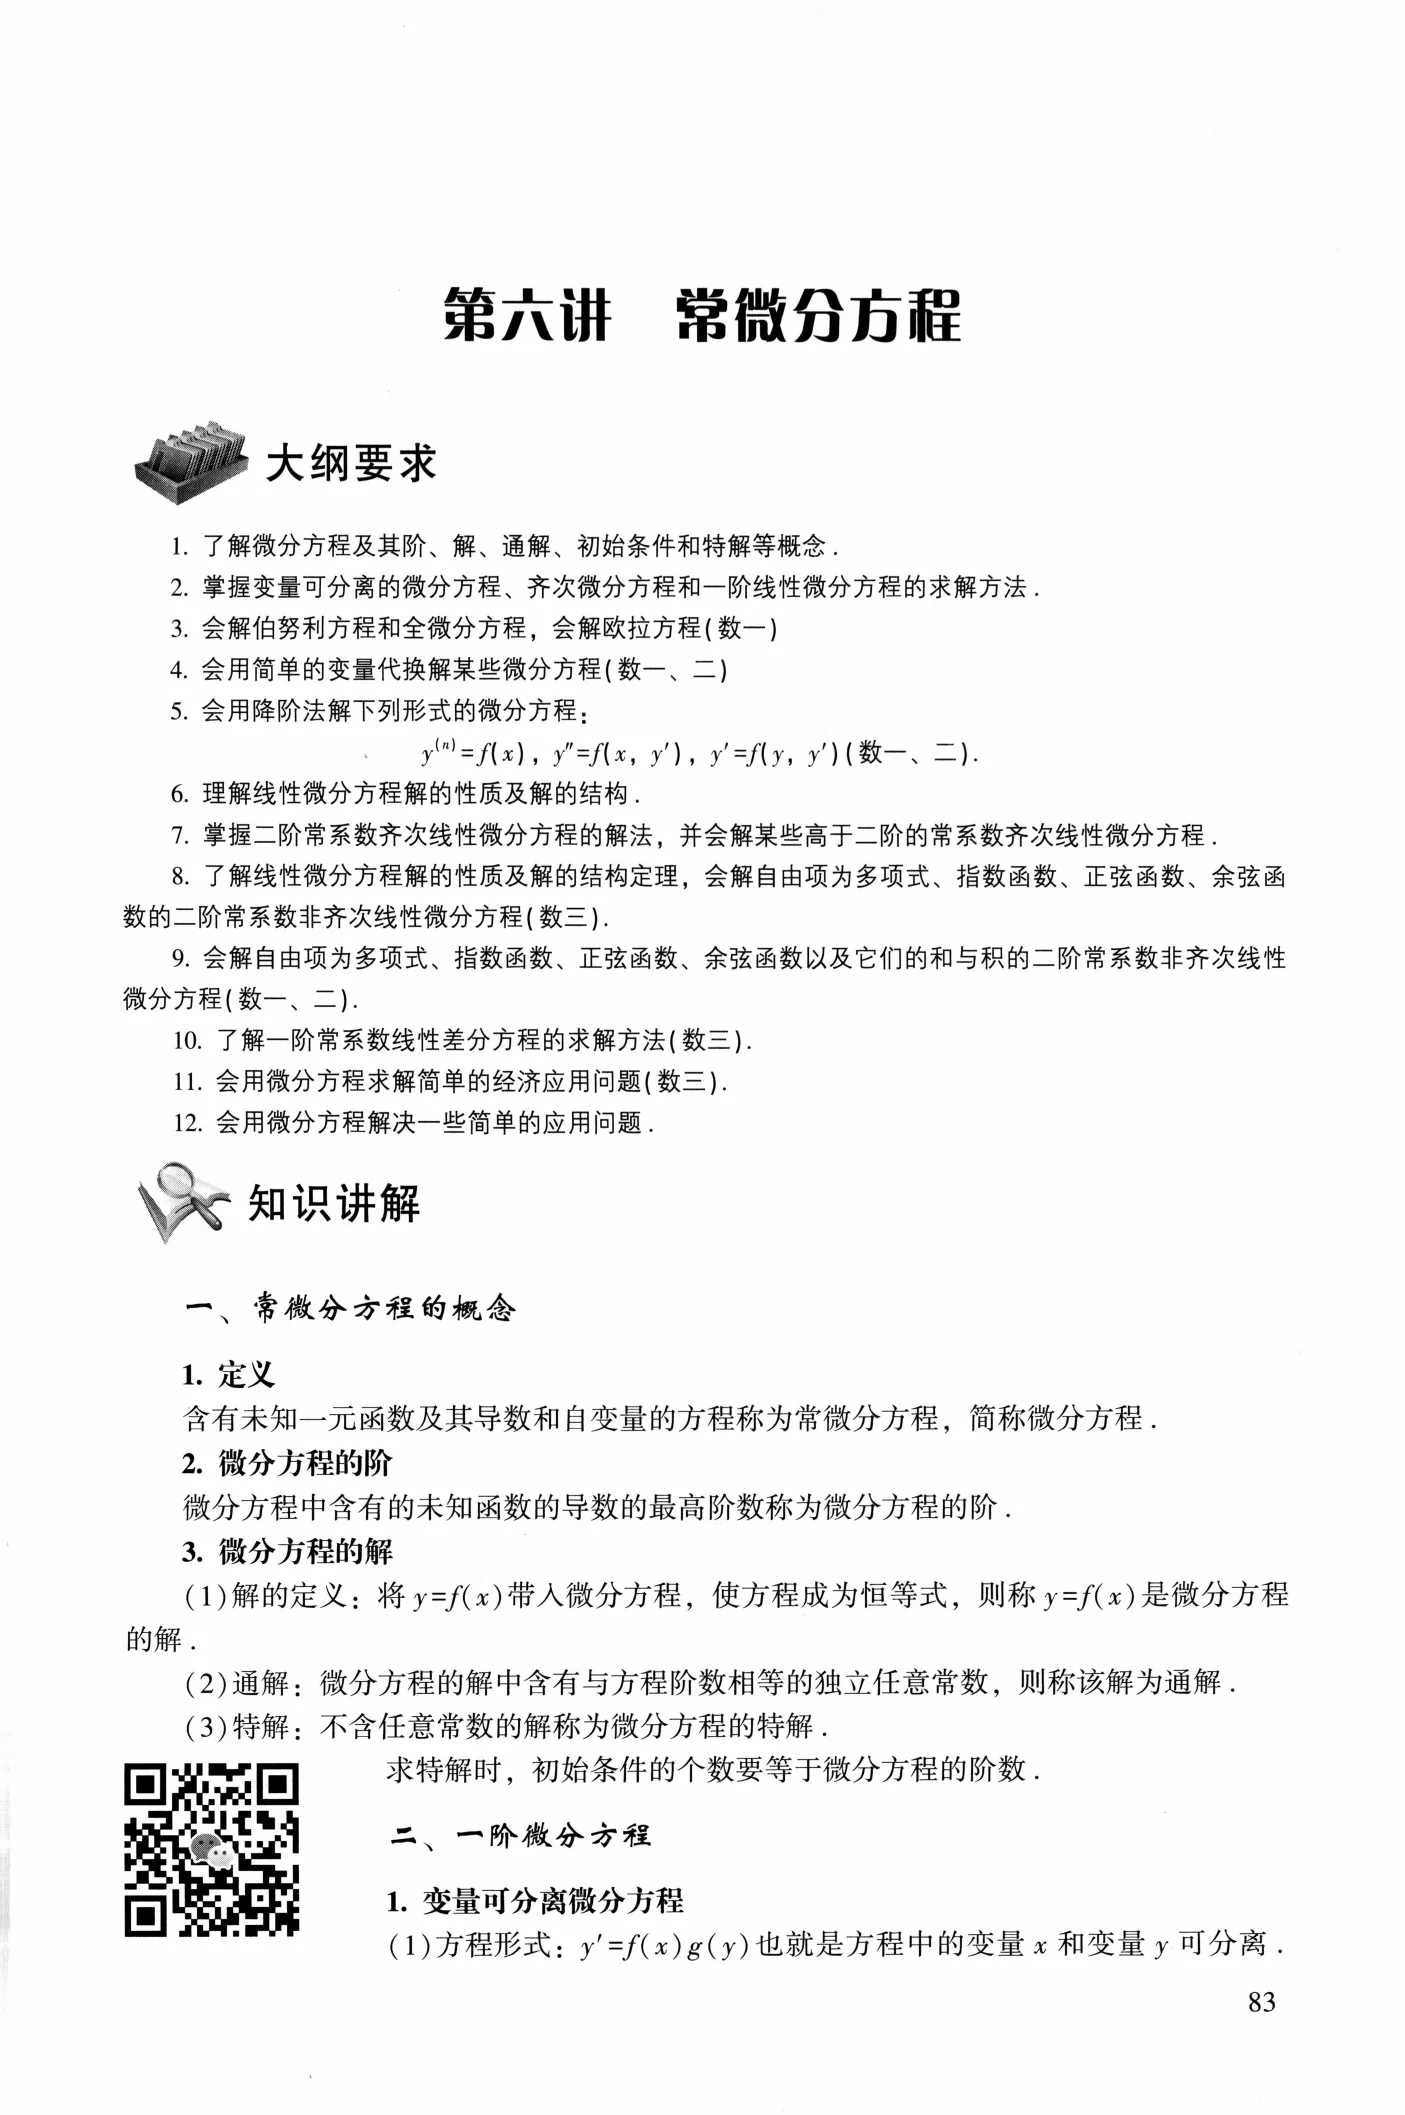 第六讲 常微分方程
大纲要求
1. 了解微分方程及其阶、解、通解、初始条件和特解等概念.
2. 掌握变量可分离的微分方程、齐次微分方程和一阶线性微分方程的求解方法.
3. 会解伯努利方程和全微分方程，会解欧拉方程(数一)
4. 会用简单的变量代换解某些微分方程(数一、二)
5. 会用降阶法解下列形式的微分方程：
y⁽ⁿ⁾=f(x)，y″=f(x，y′)，y′=f(y，y′)(数一、二).
6. 理解线性微分方程解的性质及解的结构.
7. 掌握二阶常系数齐次线性微分方程的解法，并会解某些高于二阶的常系数齐次线性微分方程.
8. 了解线性微分方程解的性质及解的结构定理，会解自由项为多项式、指数函数、正弦函数、余弦函
数的二阶常系数非齐次线性微分方程(数三).
9. 会解自由项为多项式、指数函数、正弦函数、余弦函数以及它们的和与积的二阶常系数非齐次线性
微分方程(数一、二).
10. 了解一阶常系数线性差分方程的求解方法(数三).
11. 会用微分方程求解简单的经济应用问题(数三).
12. 会用微分方程解决一些简单的应用问题.
知识讲解
一、常微分方程的概念
1. 定义
含有未知一元函数及其导数和自变量的方程称为常微分方程，简称微分方程.
2. 微分方程的阶
微分方程中含有的未知函数的导数的最高阶数称为微分方程的阶.
3. 微分方程的解
(1)解的定义：将 y=f(x)带入微分方程，使方程成为恒等式，则称 y=f(x)是微分方程
的解.
(2)通解：微分方程的解中含有与方程阶数相等的独立任意常数，则称该解为通解.
(3)特解：不含任意常数的解称为微分方程的特解.
求特解时，初始条件的个数要等于微分方程的阶数.
二、一阶微分方程
1. 变量可分离微分方程
(1)方程形式：y′=f(x)g(y)也就是方程中的变量 x 和变量 y 可分离.
83